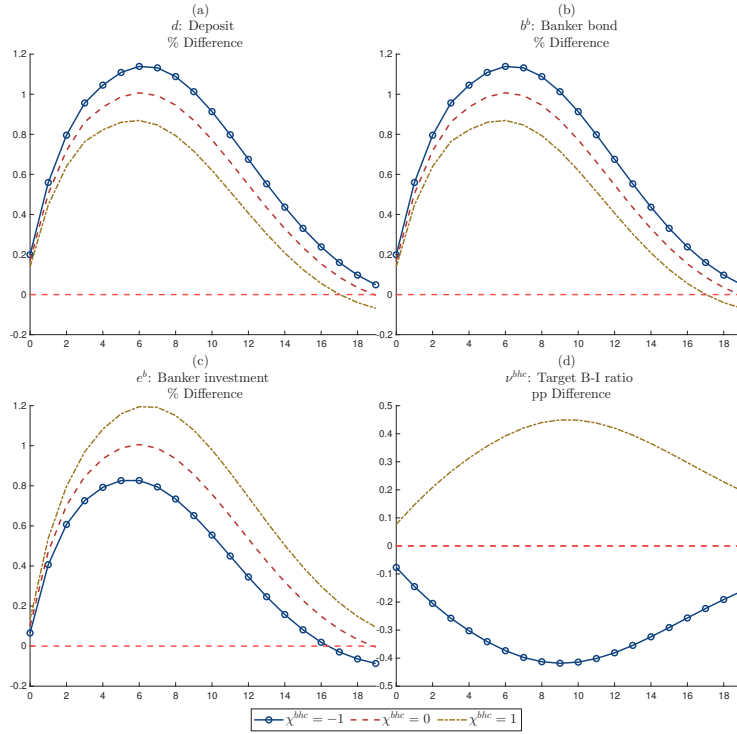 (a)
d: Deposit
% Difference
1.2
1
0.8
0.6
0.4
0.2
0
-0.2
0 2 4 6 8 10 12 14 16 18
(b)
b^b: Banker bond
% Difference
1.2
1
0.8
0.6
0.4
0.2
0
-0.2
0 2 4 6 8 10 12 14 16 18
(c)
e^b: Banker investment
% Difference
1.2
1
0.8
0.6
0.4
0.2
0
-0.2
0 2 4 6 8 10 12 14 16 18
(d)
ν^{bhc}: Target B-I ratio
pp Difference
0.5
0.4
0.3
0.2
0.1
0
-0.1
-0.2
-0.3
-0.4
-0.5
0 2 4 6 8 10 12 14 16 18
χ^{bhc} = −1 χ^{bhc} = 0 χ^{bhc} = 1